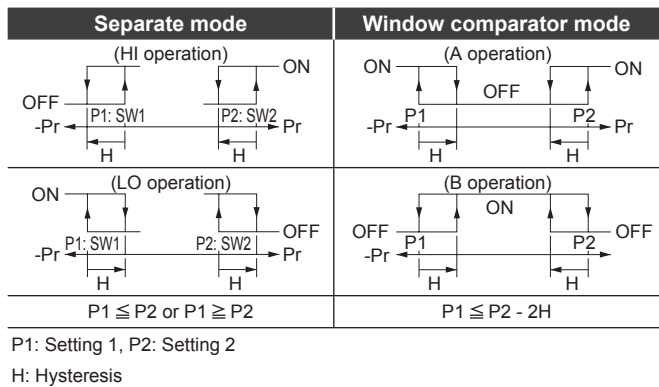 Separate mode Window comparator mode
(HI operation) (A operation)
ON ON ON
OFF OFF
P1: SW1 P2: SW2 P1 P2
-Pr Pr -Pr Pr
H H H H
(LO operation) (B operation)
ON ON
OFF OFF OFF
P1: SW1 P2: SW2 P1 P2
-Pr Pr -Pr
H H H H
P1 ≦ P2 or P1 ≧ P2 P1 ≦ P2 - 2H
P1: Setting 1, P2: Setting 2
H: Hysteresis